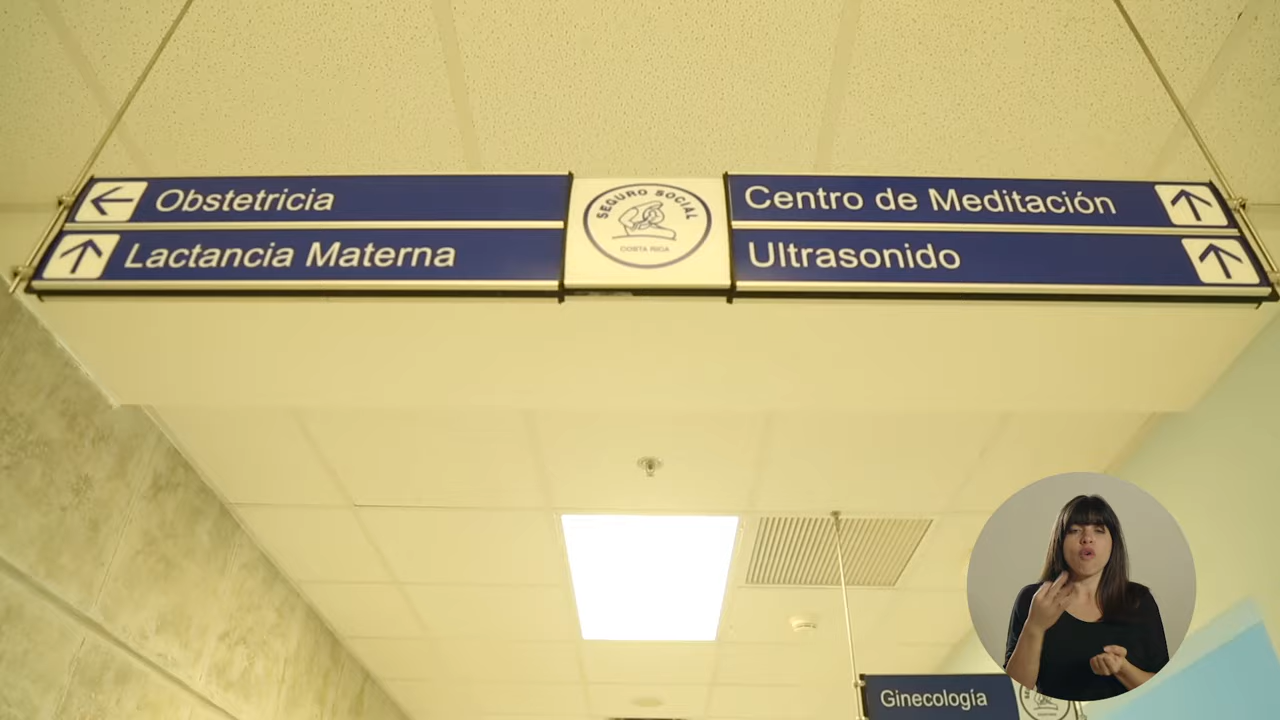 Obstetricia
Lactancia Materna
SEGURO SOCIAL
COSTA RICA
Centro de Meditación
Ultrasonido
Ginecología